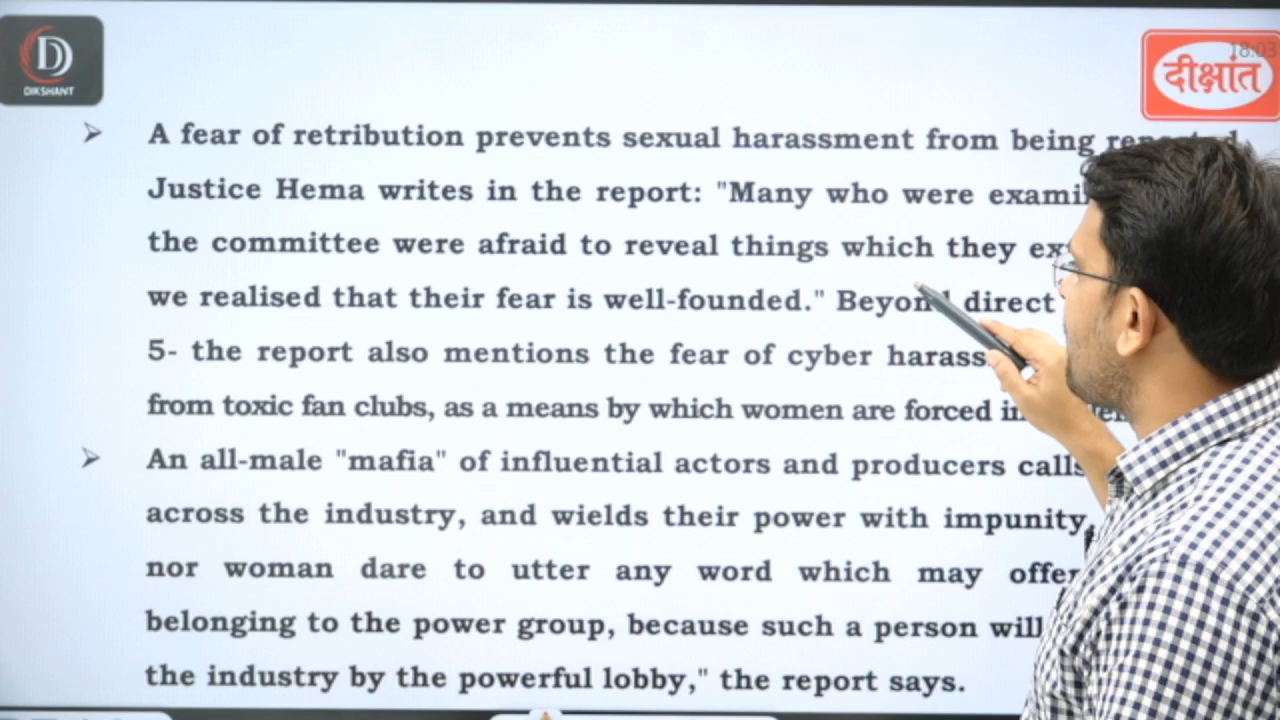 D
DIKSHANT
18:03
दीक्षांत
A fear of retribution prevents sexual harassment from being
Justice Hema writes in the report: "Many who were
the committee were afraid to reveal things which they
we realised that their fear is well-founded." Beyond direct
5- the report also mentions the fear of cyber
from toxic fan clubs, as a means by which women are forced
An all-male "mafia" of influential actors and producers calls
across the industry, and wields their power with impunity.
nor woman dare to utter any word which may
belonging to the power group, because such a person will
the industry by the powerful lobby," the report says.